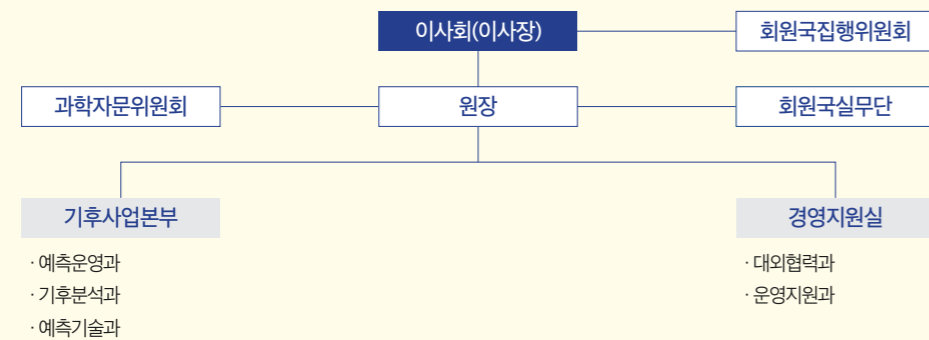 이사회(이사장)
회원국집행위원회
과학자문위원회
원장
회원국실무단
기후사업본부
경영지원실
· 예측운영과
· 대외협력과
· 기후분석과
· 운영지원과
· 예측기술과